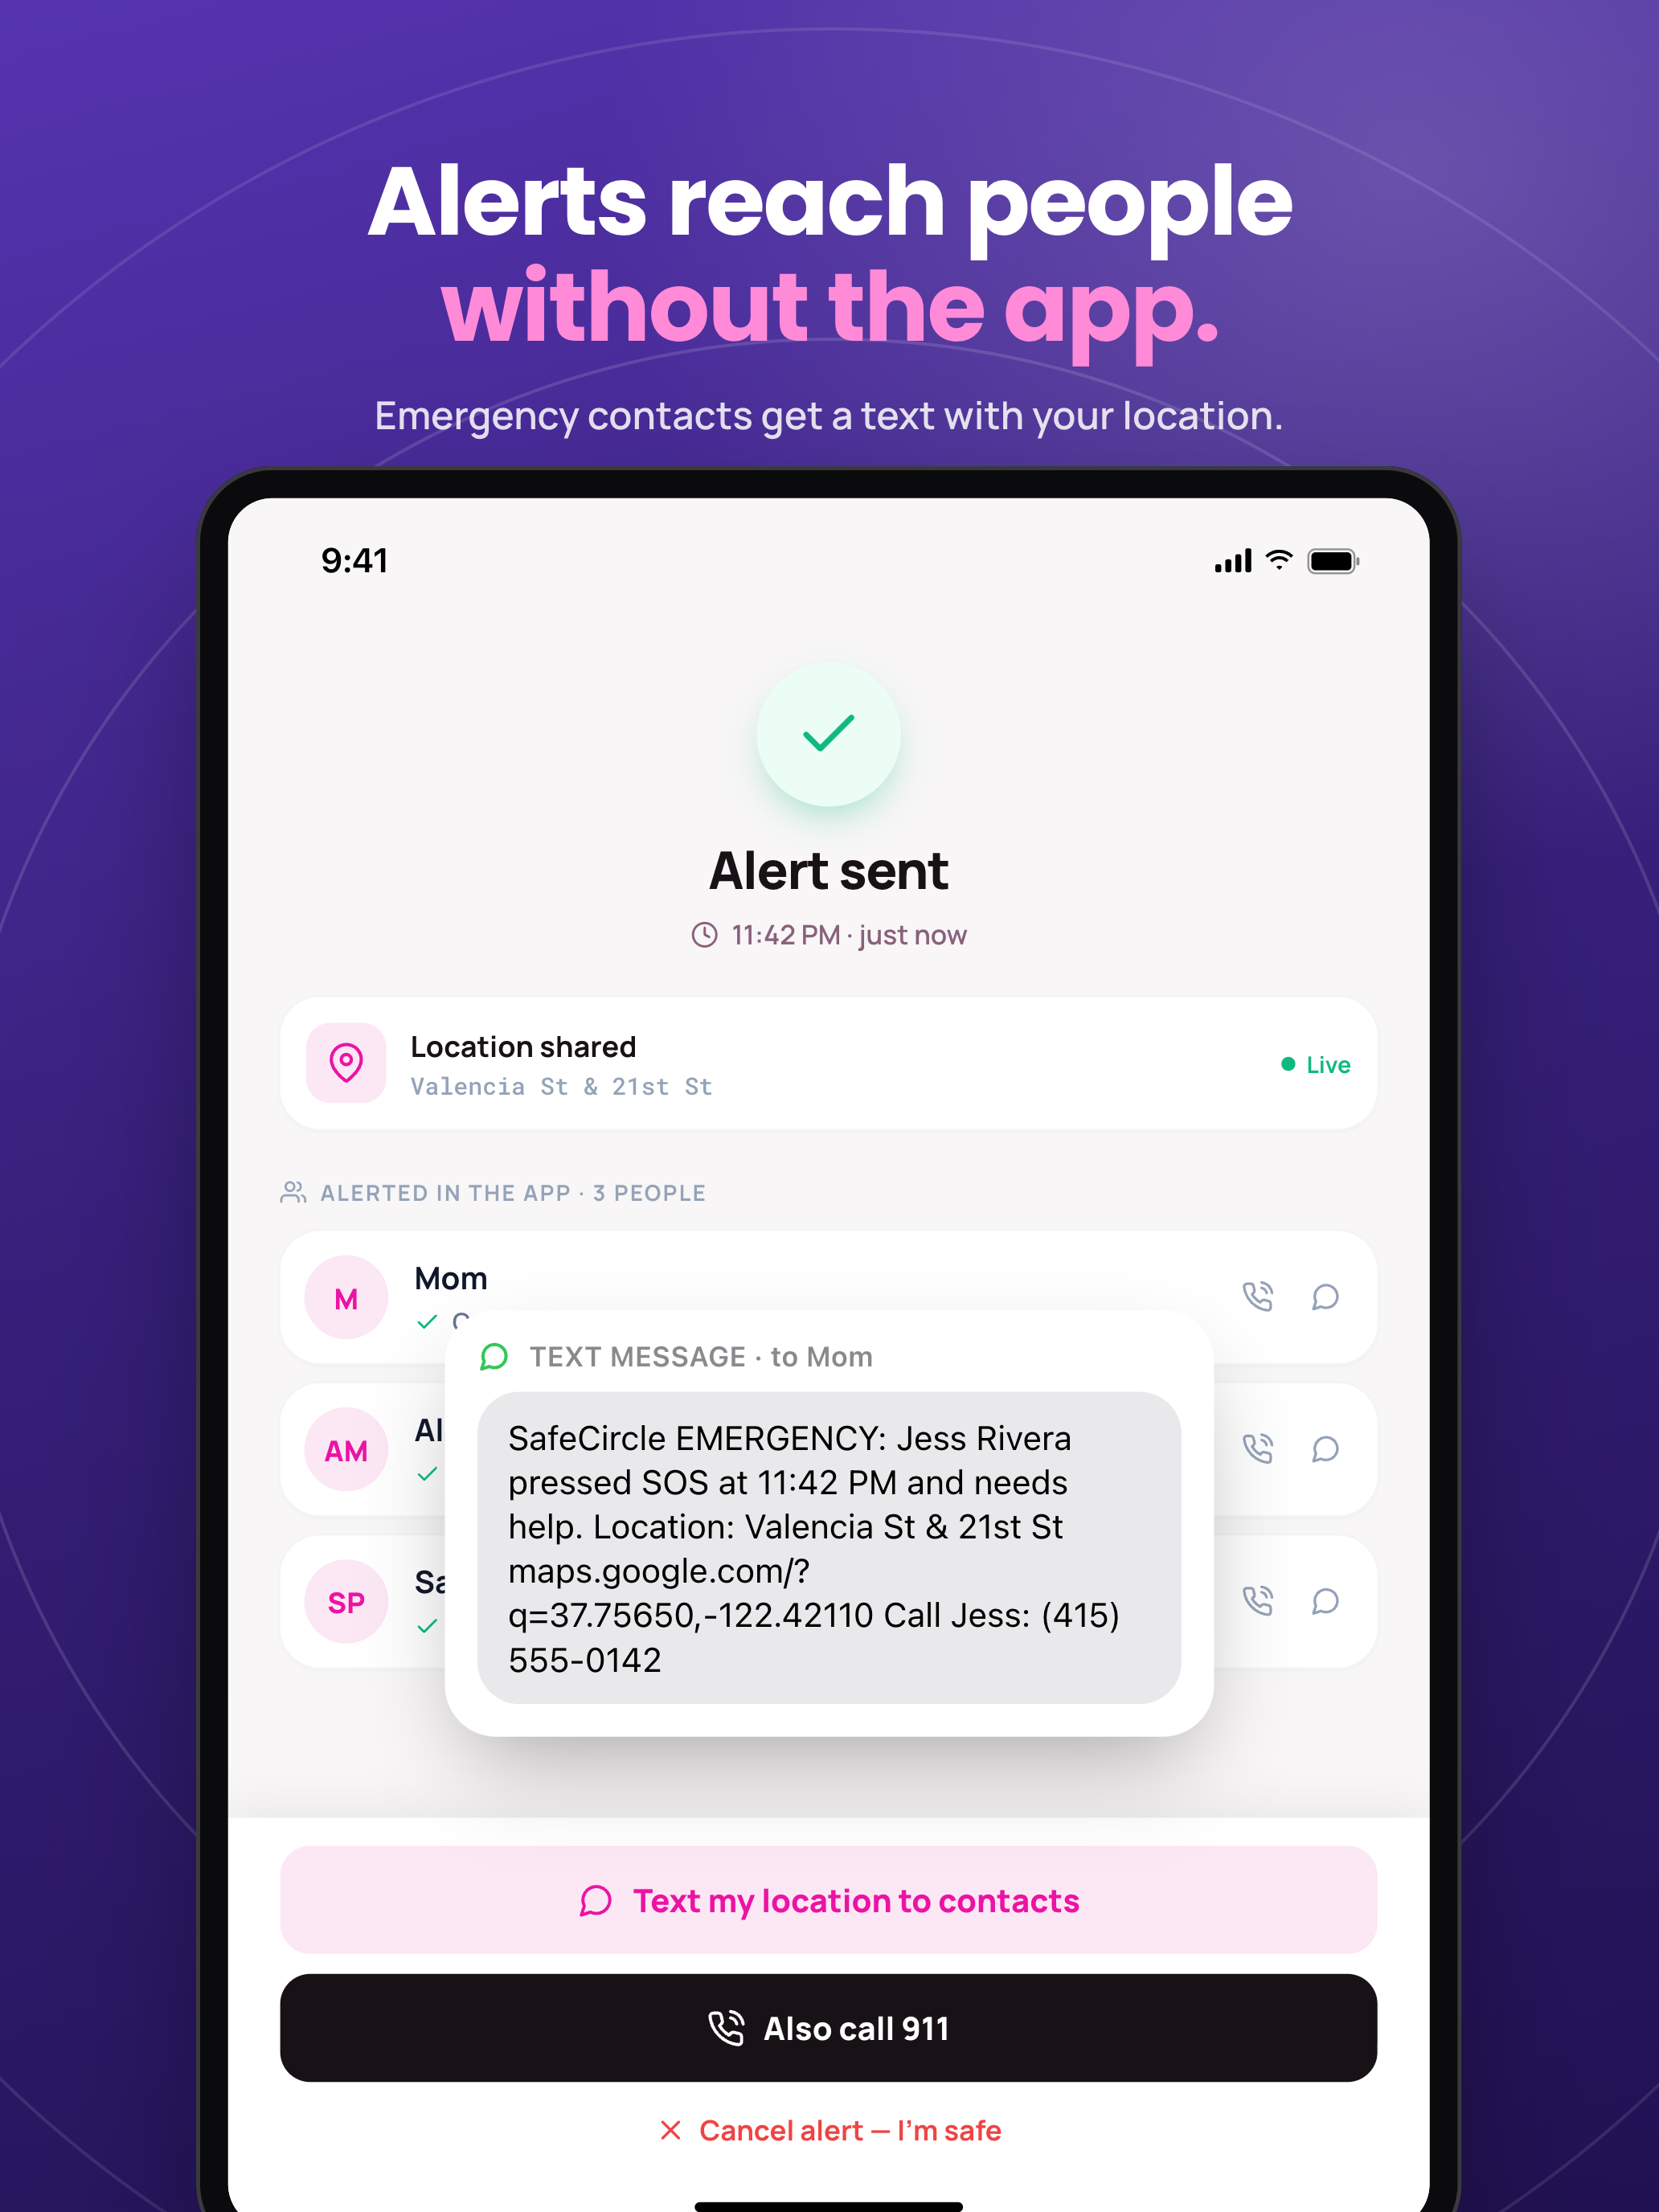 Alerts reach people
without the app.
Emergency contacts get a text with your location.
9:41
Alert sent
11:42 PM · just now
Location shared
Valencia St & 21st St
Live
ALERTED IN THE APP · 3 PEOPLE
M
Mom
TEXT MESSAGE · to Mom
SafeCircle EMERGENCY: Jess Rivera
pressed SOS at 11:42 PM and needs
help. Location: Valencia St & 21st St
maps.google.com/?
q=37.75650,-122.42110 Call Jess: (415)
555-0142
AM
SP
Text my location to contacts
Also call 911
Cancel alert — I'm safe